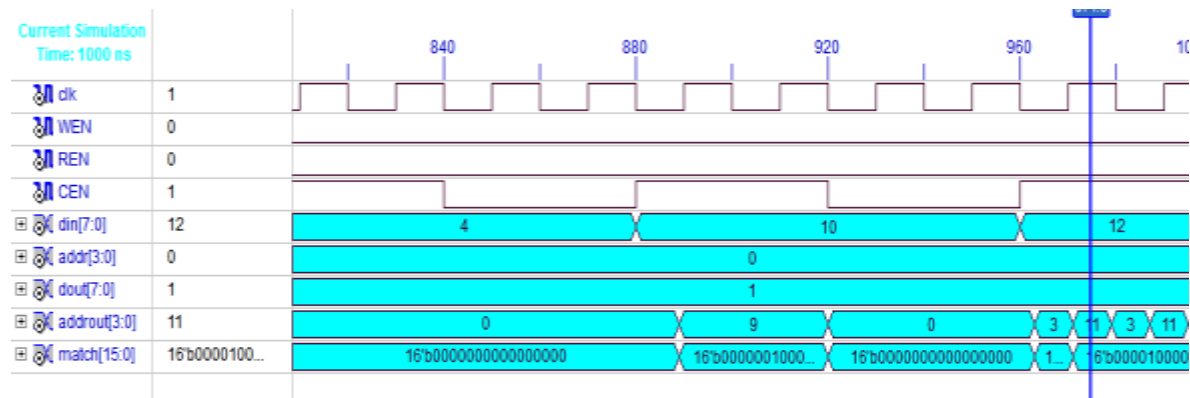 Current Simulation
Time: 1000 ns
840 880 920 960
clk 1
WEN 0
REN 0
CEN 1
din[7:0] 12 4 10 12
addr[3:0] 0 0
dout[7:0] 1 1
addrout[3:0] 11 0 9 0 3 11 3 11
match[15:0] 16'b0000100... 16'b0000000000000000 16'b0000001000... 16'b0000000000000000 1... 16'b000010000